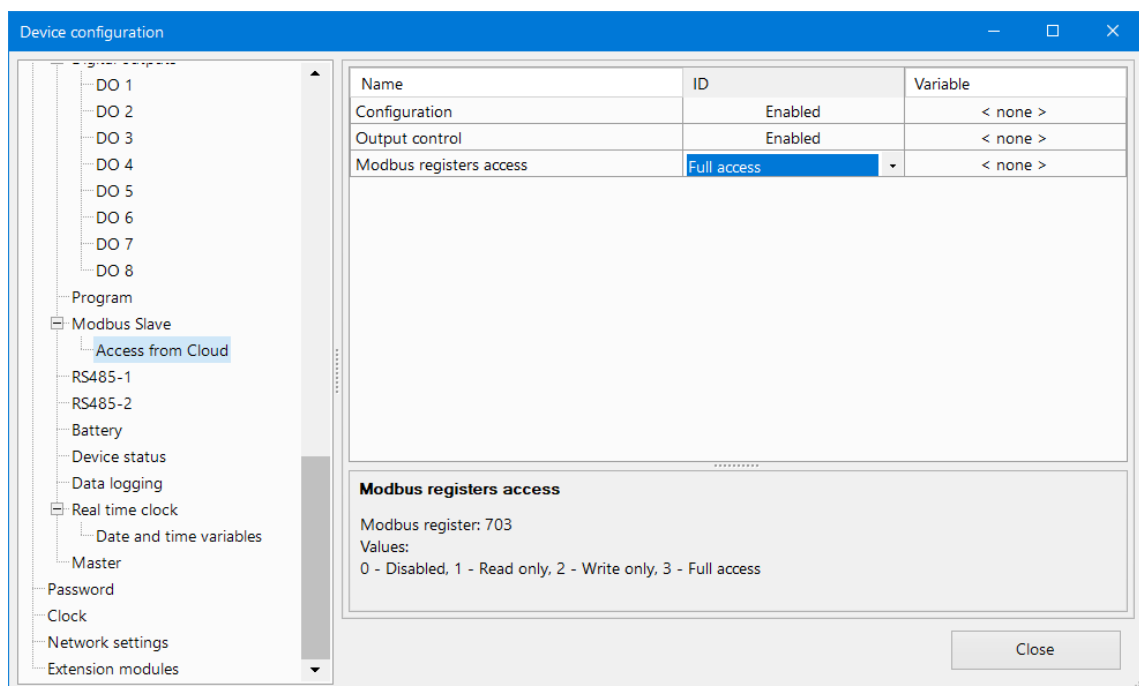 Device configuration
DO 1
DO 2
DO 3
DO 4
DO 5
DO 6
DO 7
DO 8
Program
Modbus Slave
Access from Cloud
RS485-1
RS485-2
Battery
Device status
Data logging
Real time clock
Date and time variables
Master
Password
Clock
Network settings
Extension modules
Name ID Variable
Configuration Enabled < none >
Output control Enabled < none >
Modbus registers access Full access < none >
Modbus registers access
Modbus register: 703
Values:
0 - Disabled, 1 - Read only, 2 - Write only, 3 - Full access
Close